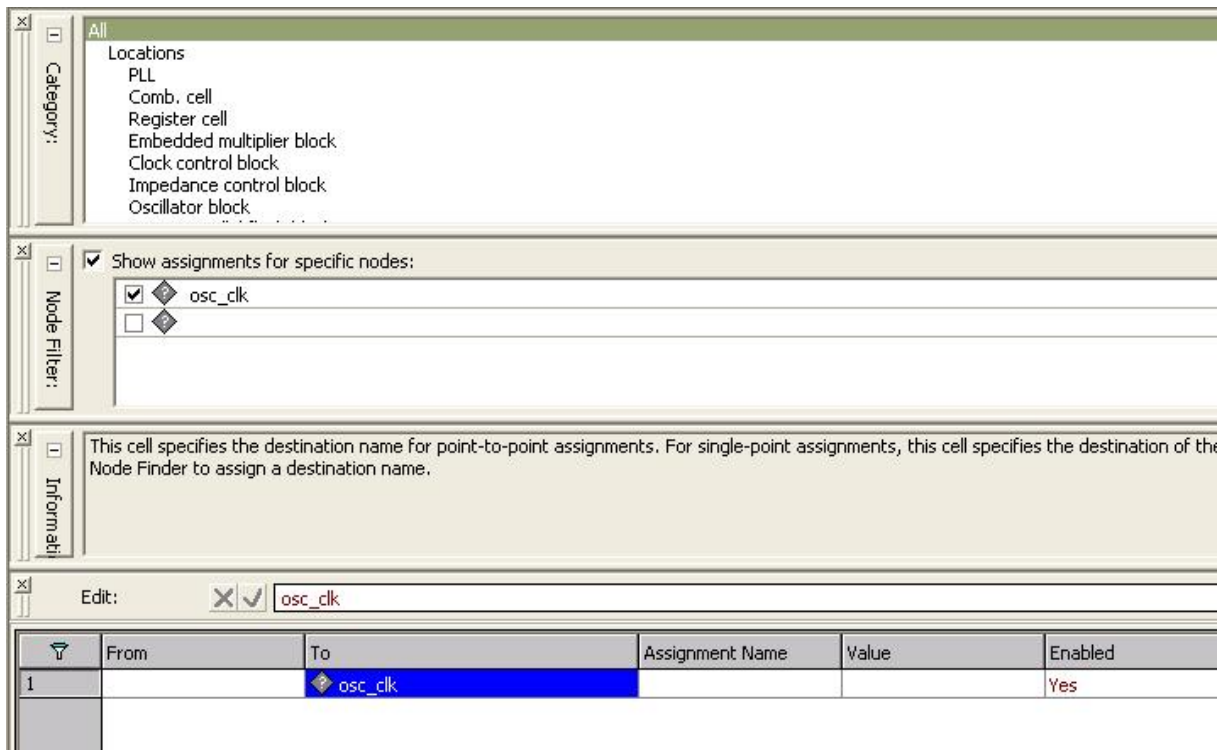 Category:
All
Locations
PLL
Comb. cell
Register cell
Embedded multiplier block
Clock control block
Impedance control block
Oscillator block
Node Filter:
Show assignments for specific nodes:
osc_clk
Informati
This cell specifies the destination name for point-to-point assignments. For single-point assignments, this cell specifies the destination of the
Node Finder to assign a destination name.
Edit: osc_clk
From To Assignment Name Value Enabled
1 osc_clk Yes